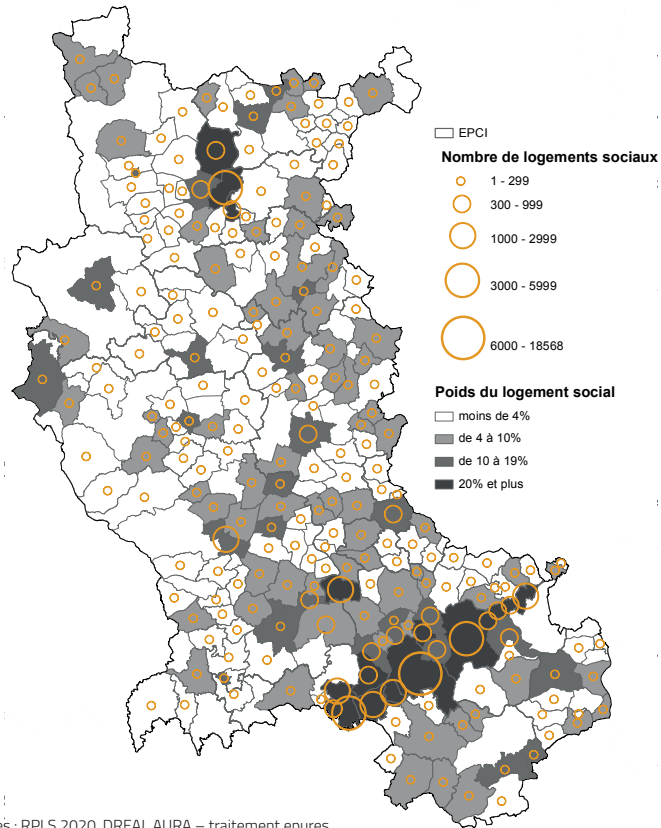 EPCI
Nombre de logements sociaux
1 - 299
300 - 999
1000 - 2999
3000 - 5999
6000 - 18568
Poids du logement social
moins de 4%
de 4 à 10%
de 10 à 19%
20% et plus
: RPLS 2020, DREAL AURA – traitement epures